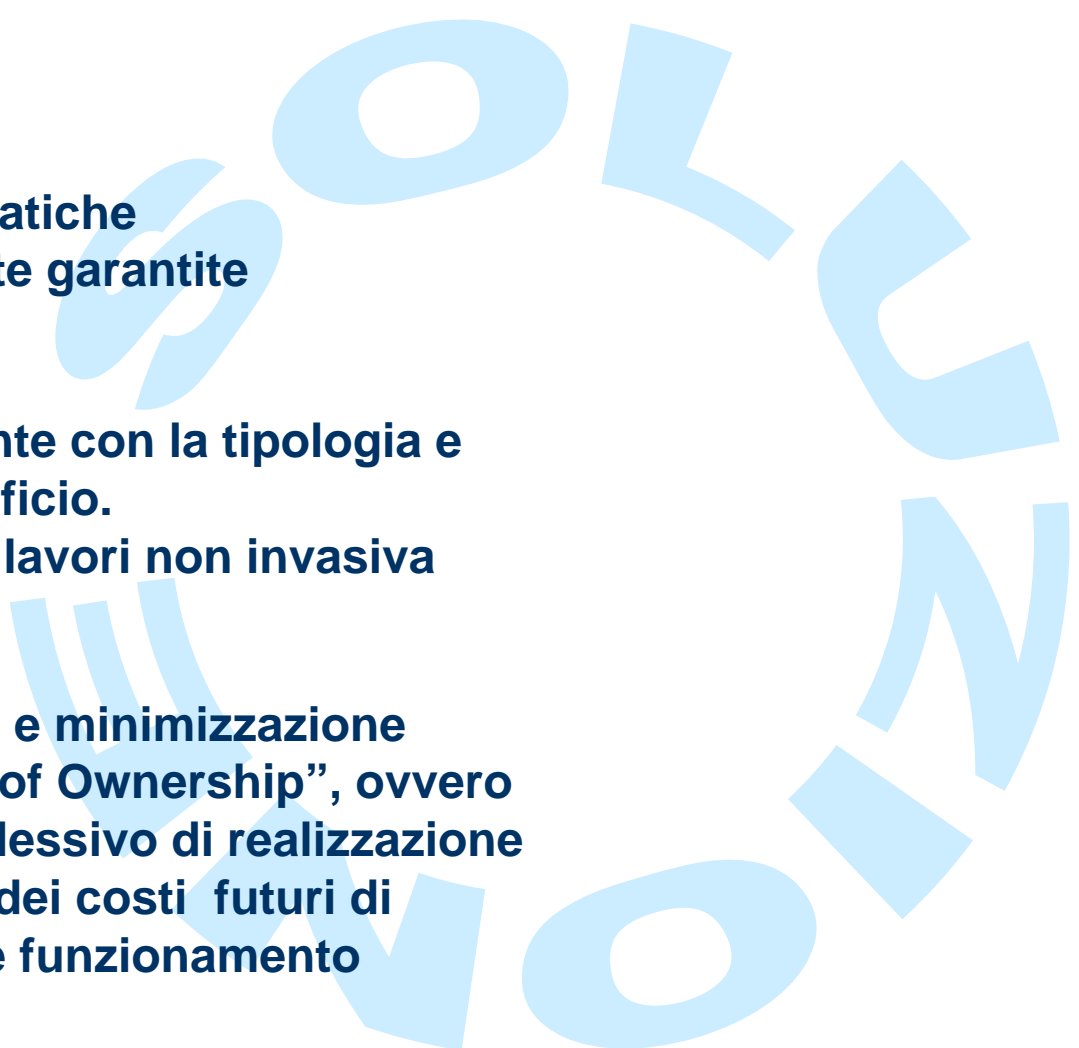 SOLUZIONE
atiche
te garantite
nte con la tipologia e
ficio.
lavori non invasiva
e minimizzazione
of Ownership”, ovvero
lessivo di realizzazione
dei costi futuri di
e funzionamento